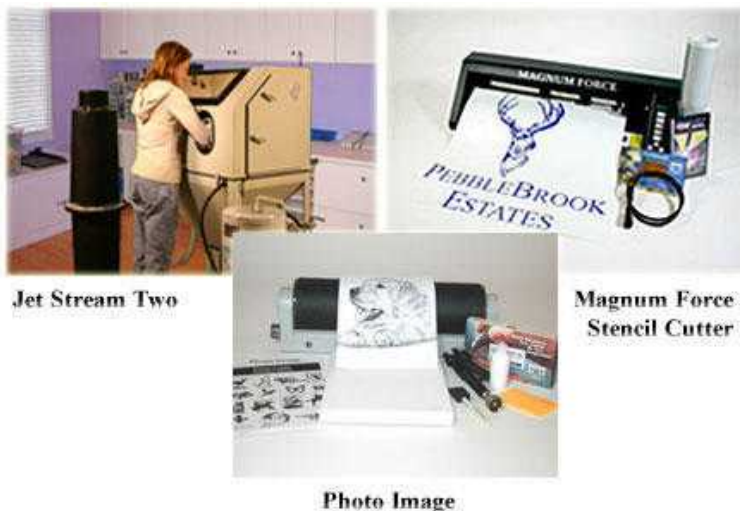 MAGNUM FORCE
PEBBLEBROOK
ESTATES
Jet Stream Two
Magnum Force
Stencil Cutter
Photo Image